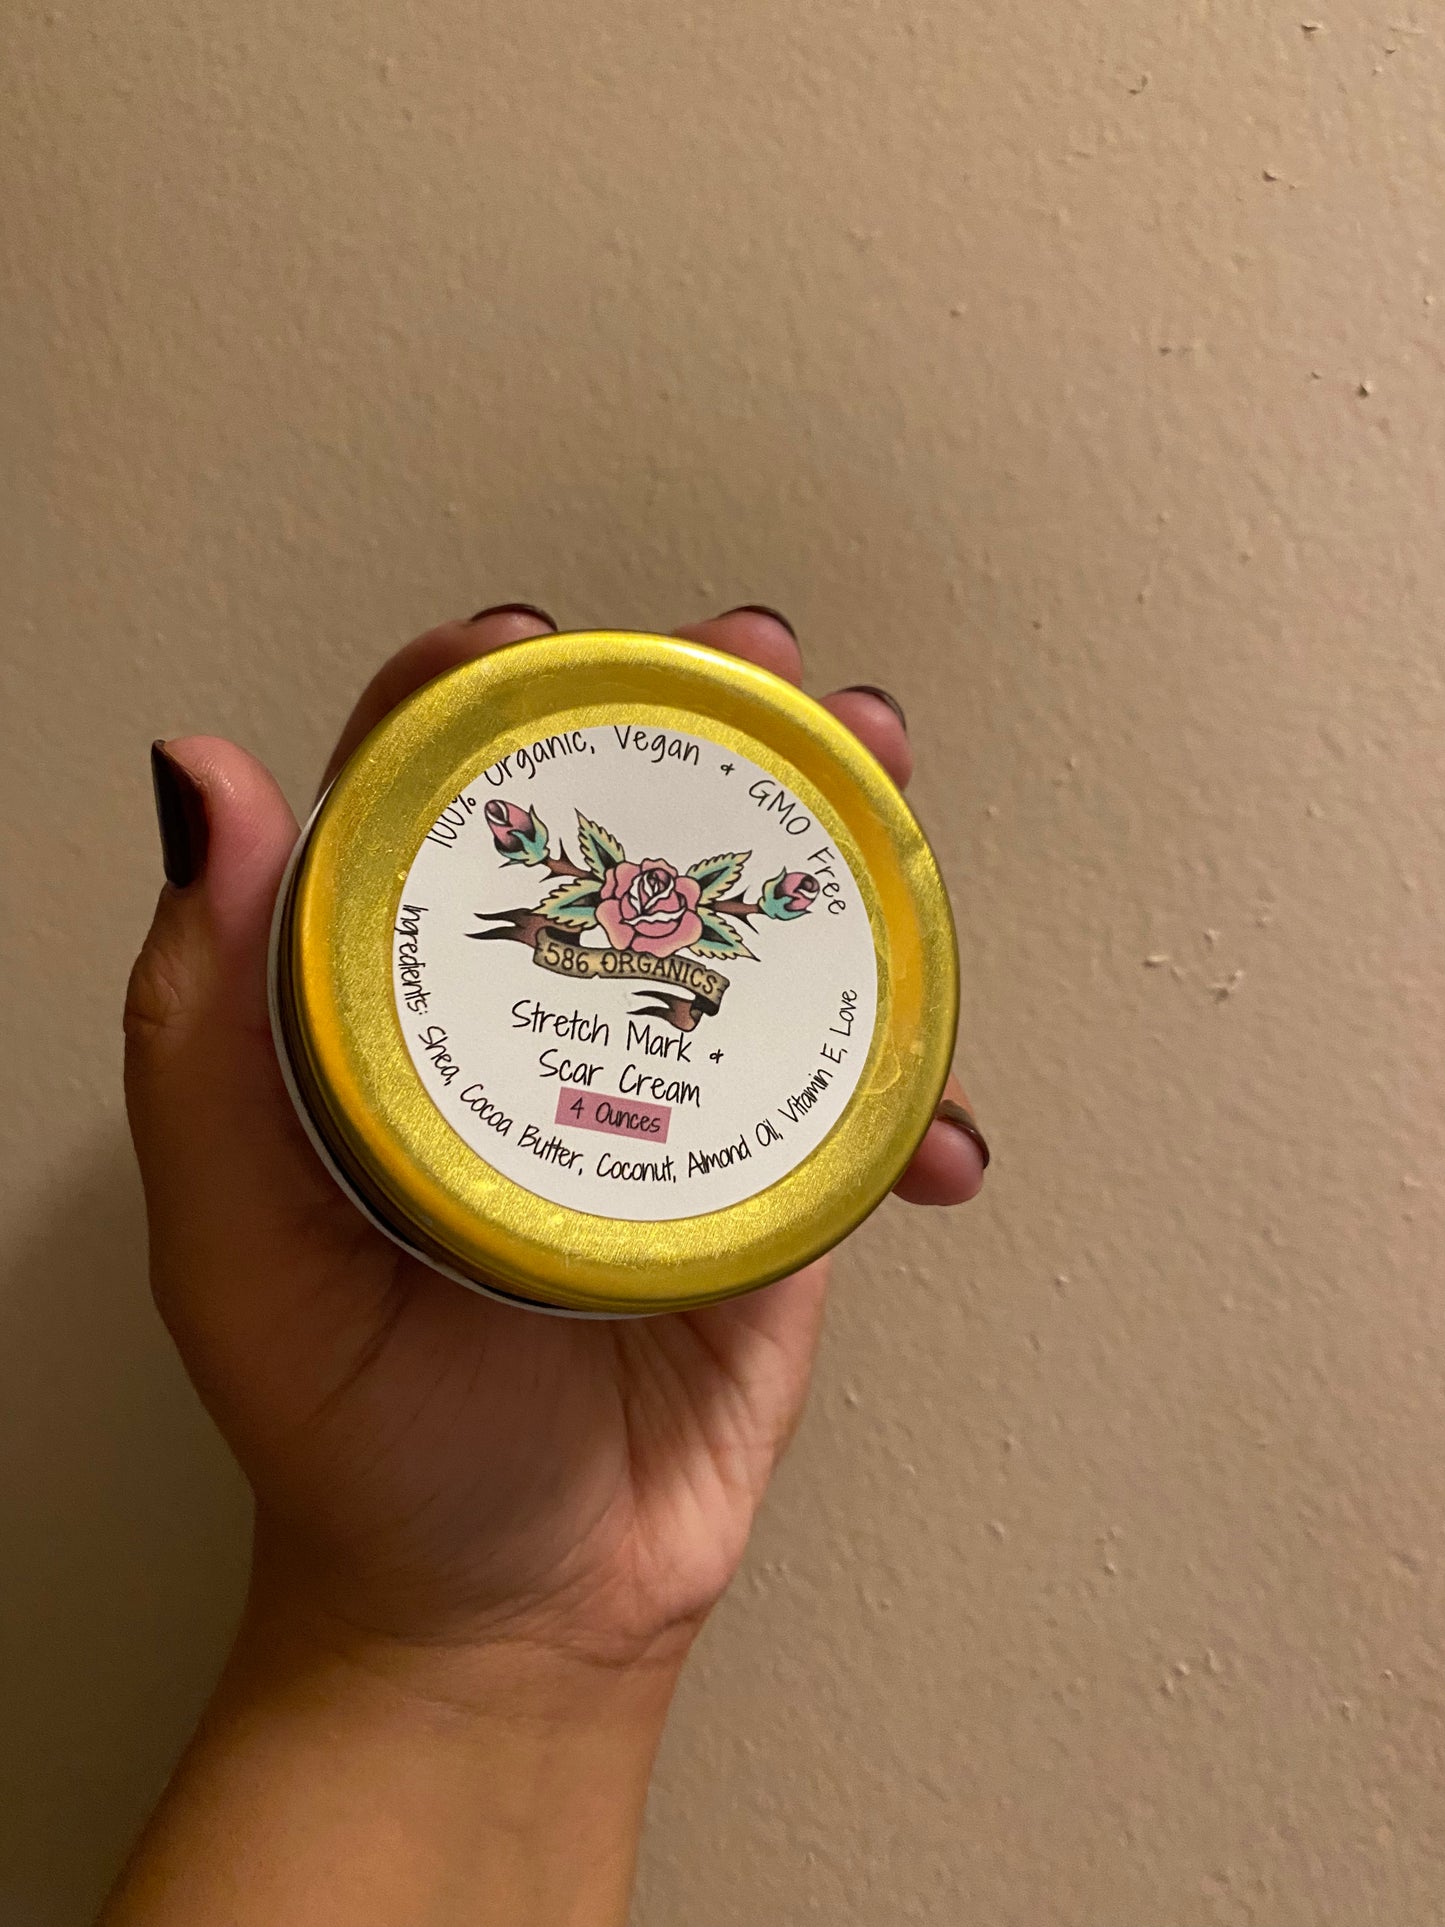 100% Organic, Vegan & GMO Free
586 ORGANICS
Stretch Mark &
Scar Cream
4 Ounces
Ingredients: Shea, Cocoa Butter, Coconut, Almond Oil, Vitamin E, Love